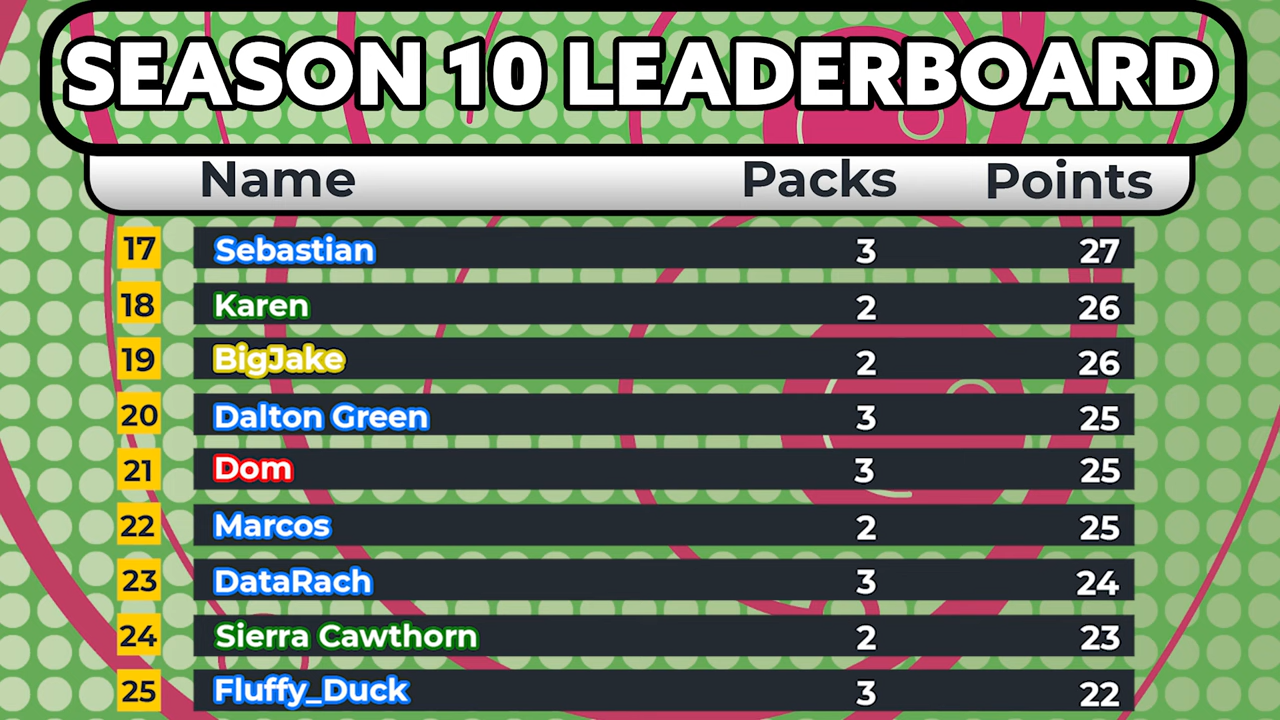 SEASON 10 LEADERBOARD
Name Packs Points
17 Sebastian 3 27
18 Karen 2 26
19 BigJake 2 26
20 Dalton Green 3 25
21 Dom 3 25
22 Marcos 2 25
23 DataRach 3 24
24 Sierra Cawthorn 2 23
25 Fluffy_Duck 3 22